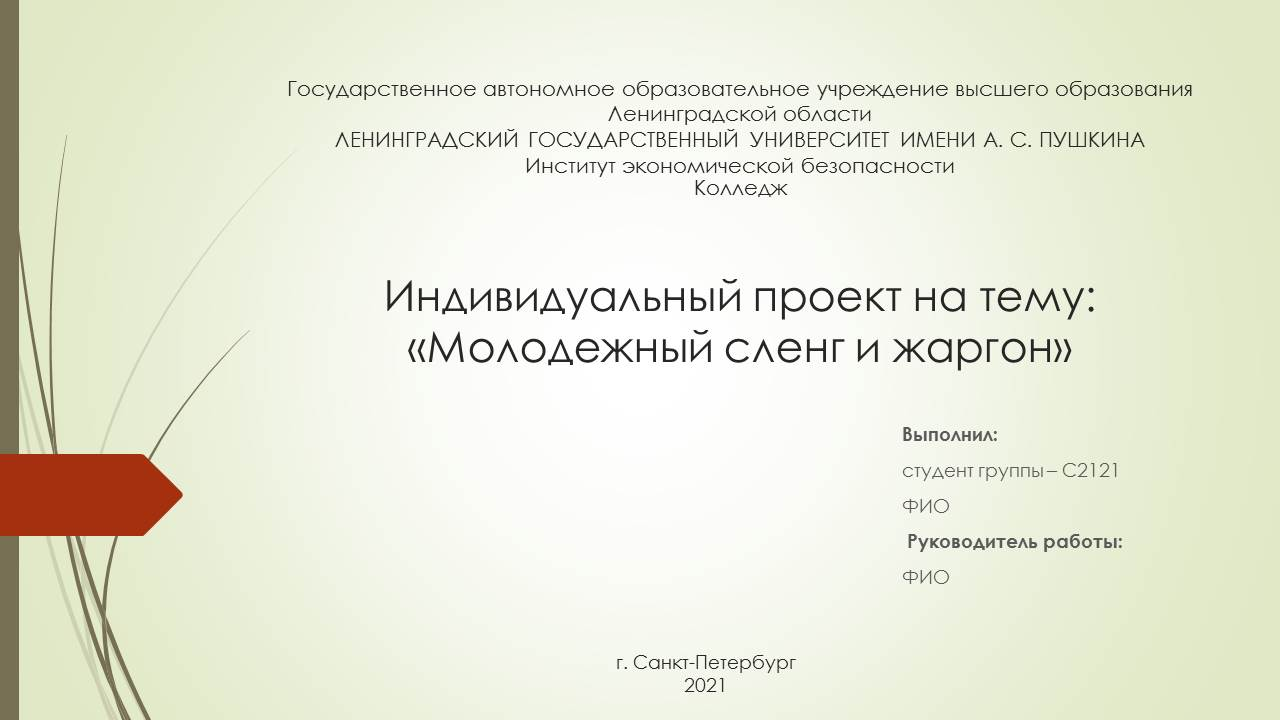 Государственное автономное образовательное учреждение высшего образования
Ленинградской области
ЛЕНИНГРАДСКИЙ ГОСУДАРСТВЕННЫЙ УНИВЕРСИТЕТ ИМЕНИ А. С. ПУШКИНА
Институт экономической безопасности
Колледж
Индивидуальный проект на тему:
«Молодежный сленг и жаргон»
Выполнил:
студент группы – С2121
ФИО
Руководитель работы:
ФИО
г. Санкт-Петербург
2021